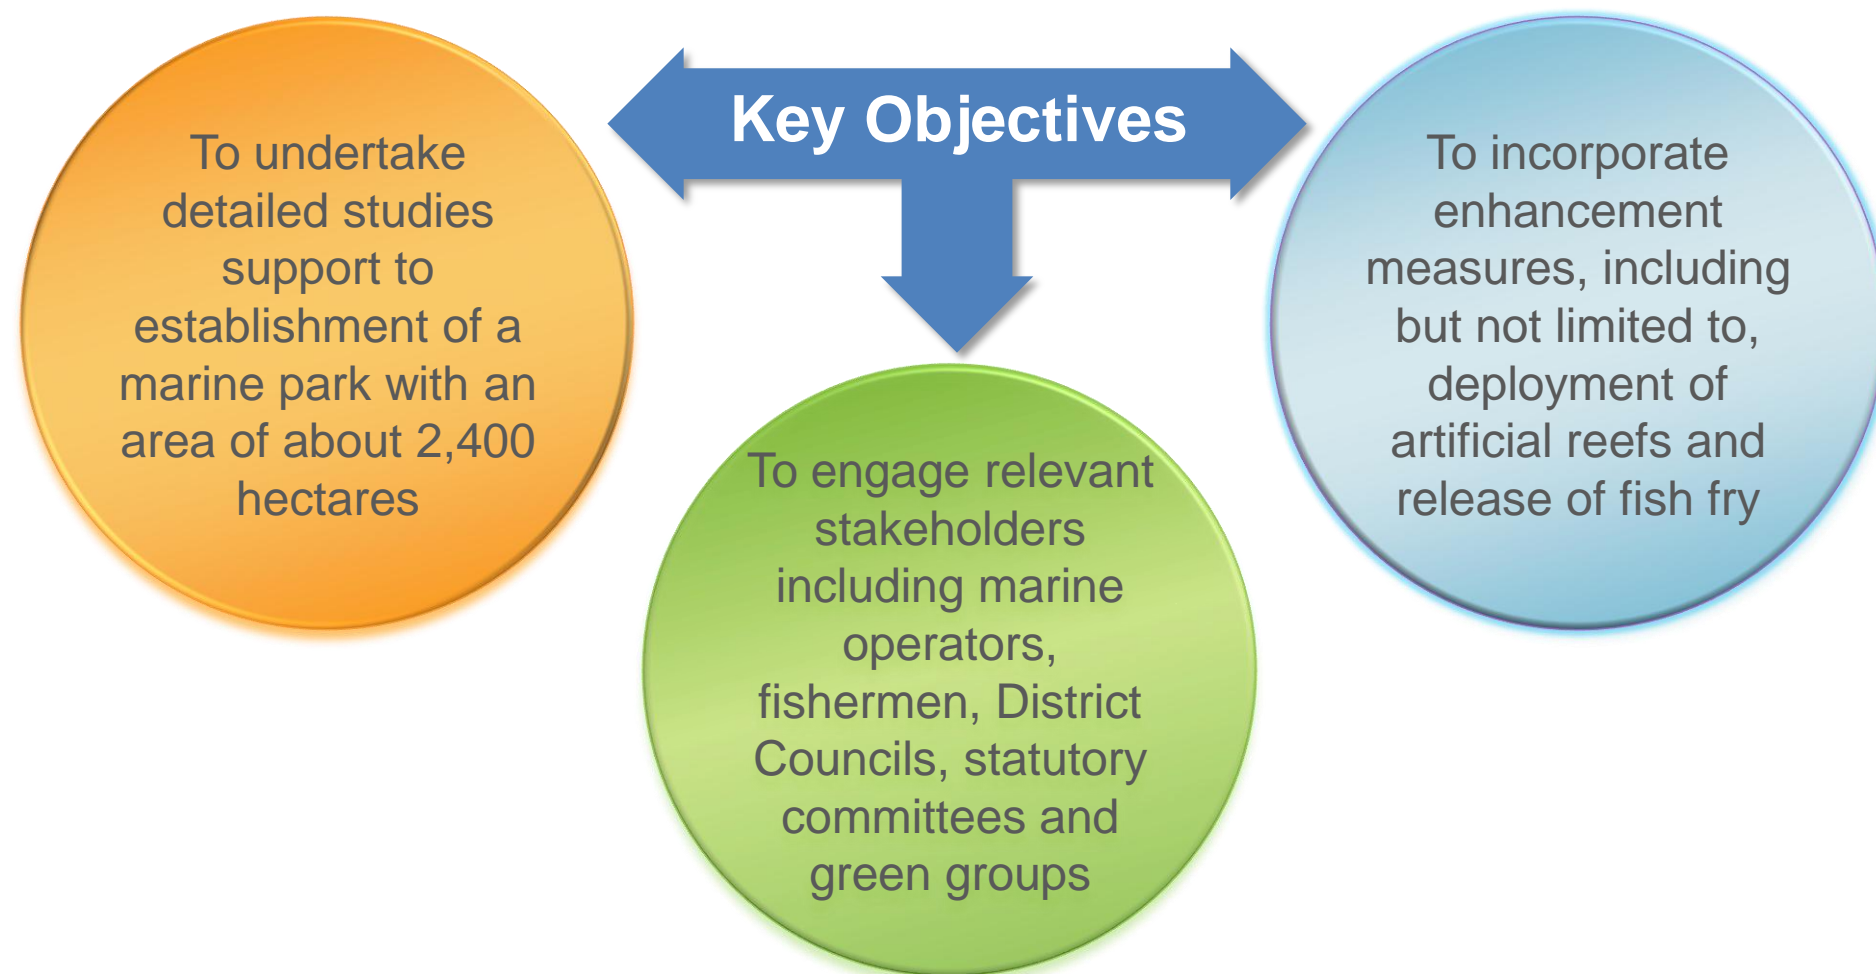 Key Objectives
To undertake
detailed studies
support to
establishment of a
marine park with an
area of about 2,400
hectares
To engage relevant
stakeholders
including marine
operators,
fishermen, District
Councils, statutory
committees and
green groups
To incorporate
enhancement
measures, including
but not limited to,
deployment of
artificial reefs and
release of fish fry